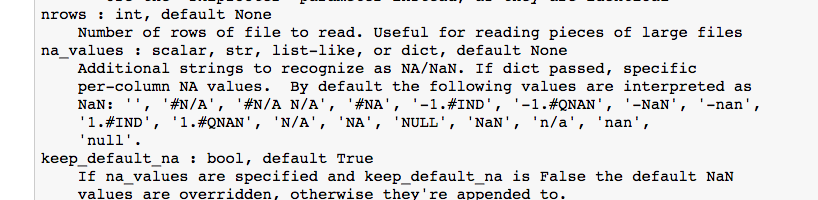 nrows : int, default None
Number of rows of file to read. Useful for reading pieces of large files
na_values : scalar, str, list-like, or dict, default None
Additional strings to recognize as NA/NaN. If dict passed, specific
per-column NA values.  By default the following values are interpreted as
NaN: '', '#N/A', '#N/A N/A', '#NA', '-1.#IND', '-1.#QNAN', '-NaN', '-nan',
'1.#IND', '1.#QNAN', 'N/A', 'NA', 'NULL', 'NaN', 'n/a', 'nan',
'null'.
keep_default_na : bool, default True
If na_values are specified and keep_default_na is False the default NaN
values are overridden, otherwise they're appended to.